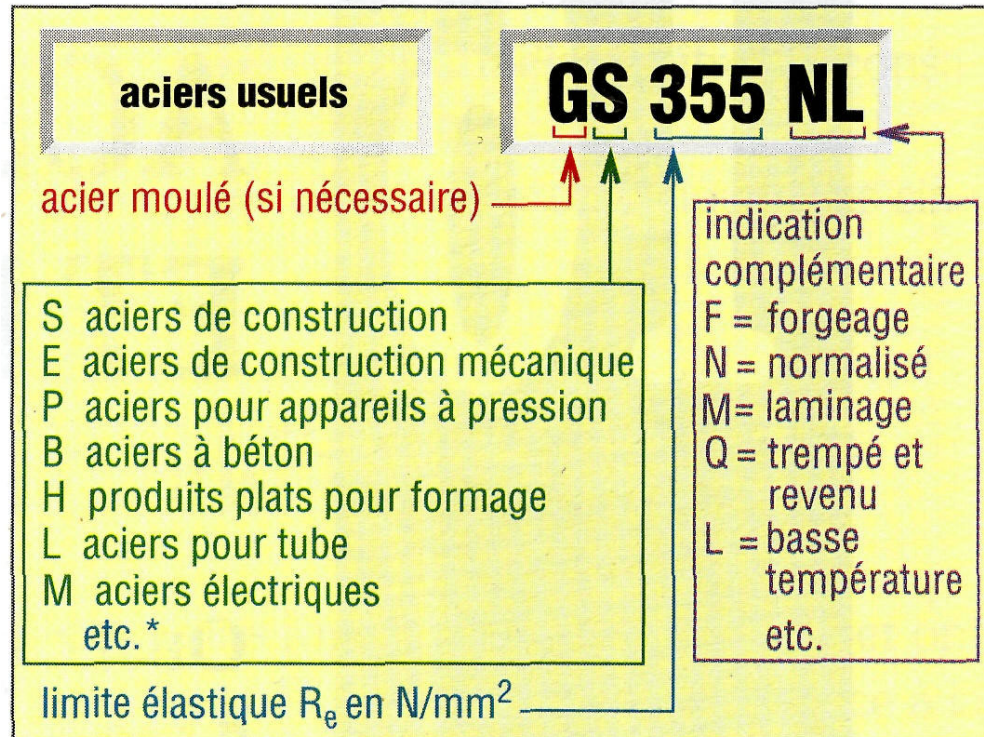 aciers usuels
GS 355 NL
acier moulé (si nécessaire)
S aciers de construction
E aciers de construction mécanique
P aciers pour appareils à pression
B aciers à béton
H produits plats pour formage
L aciers pour tube
M aciers électriques
etc.*
limite élastique Re en N/mm²
indication
complémentaire
F = forgeage
N = normalisé
M= laminage
Q = trempé et
revenu
L = basse
température
etc.